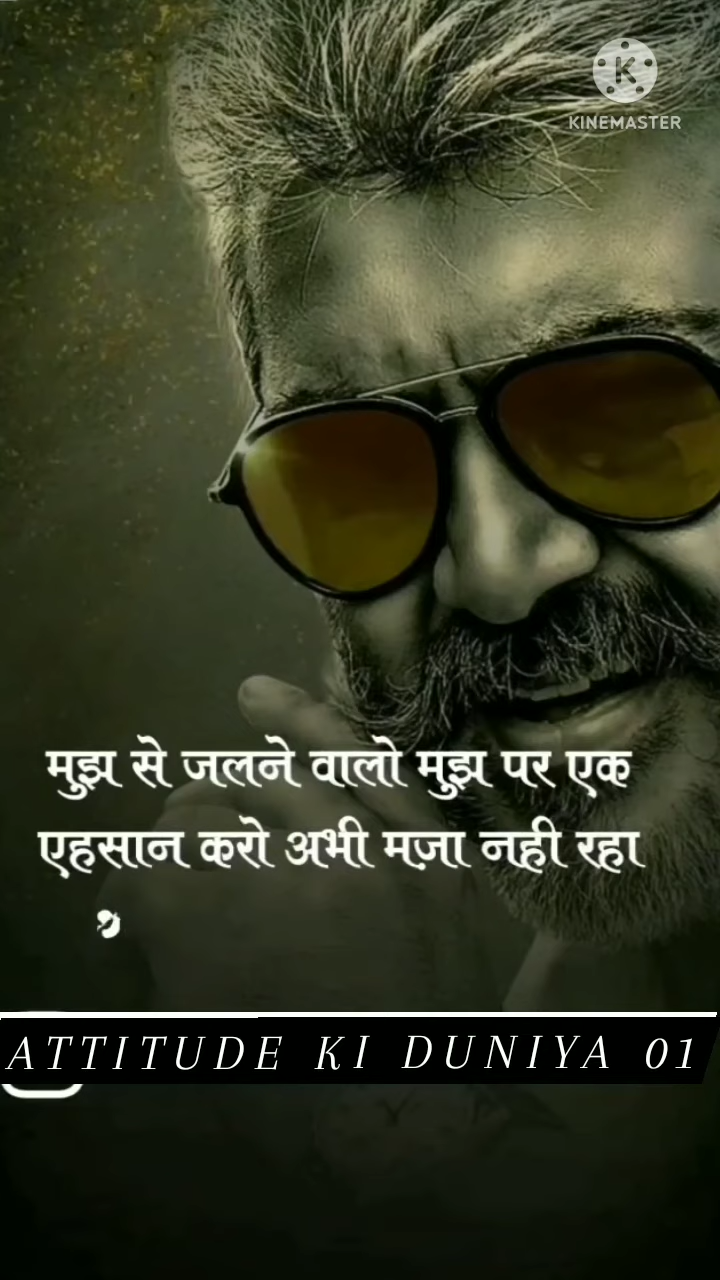 KINEMASTER
मुझ से जलने वालो मुझ पर एक
एहसान करो अभी मज़ा नही रहा
ATTITUDE KI DUNIYA 01